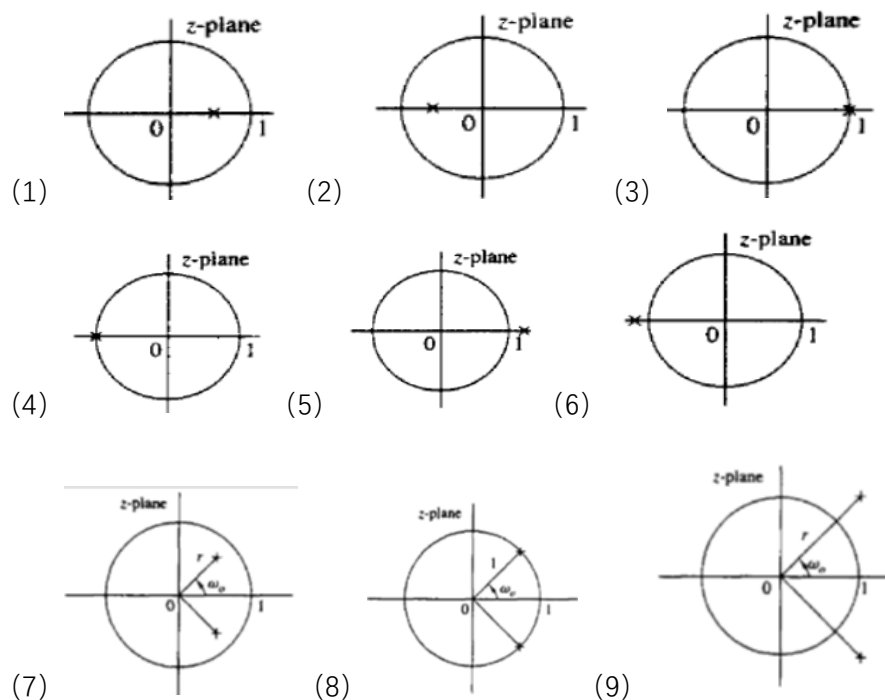 z-plane z-plane z-plane
0 1 0 1 0 1
(1) (2) (3)
z-plane z-plane z-plane
0 1 0 1 0 1
(4) (5) (6)
z-plane z-plane z-plane
r 1 r
ω₀ ω₀ ω₀
0 1 0 1 0 1
(7) (8) (9)